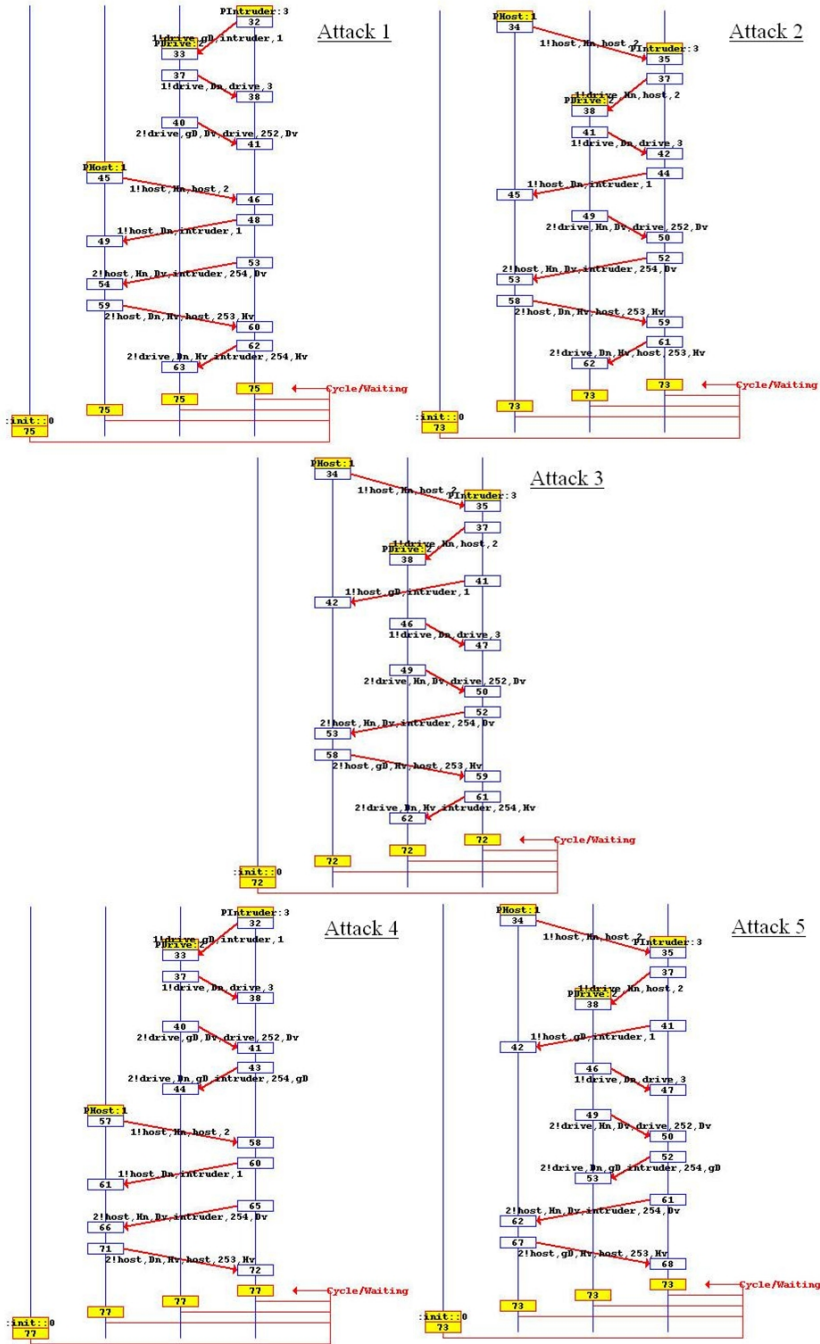 Attack 1
PIntruder:3
32
1!drive,gD,intruder,1
PDrive:2
33
37
1!drive,Dn,drive,3
38
40
2!drive,gD,Dv,drive,252,Dv
41
PHost:1
45
1!host,Hn,host,2
46
48
1!host,Dn,intruder,1
49
53
2!host,Hn,Dv,intruder,254,Dv
54
59
2!host,Dn,Hv,host,253,Hv
60
62
2!drive,Dn,Hv,intruder,254,Hv
63
75
Cycle/Waiting
75
75
:init::0
75
Attack 2
PHost:1
34
1!host,Hn,host,2
PIntruder:3
35
37
1!drive,Hn,host,2
PDrive:2
38
41
1!drive,Dn,drive,3
42
44
1!host,Dn,intruder,1
45
49
2!drive,Hn,Dv,drive,252,Dv
50
52
2!host,Hn,Dv,intruder,254,Dv
53
58
2!host,Dn,Hv,host,253,Hv
59
61
2!drive,Dn,Hv,host,253,Hv
62
73
Cycle/Waiting
73
73
:init::0
73
Attack 3
PHost:1
34
1!host,Hn,host,2
PIntruder:3
35
37
1!drive,Hn,host,2
PDrive:2
38
41
1!host,gD,intruder,1
42
46
1!drive,Dn,drive,3
47
49
2!drive,Hn,Dv,drive,252,Dv
50
52
2!host,Hn,Dv,intruder,254,Dv
53
58
2!host,gD,Hv,host,253,Hv
59
61
2!drive,Dn,Hv,intruder,254,Hv
62
72
Cycle/Waiting
72
72
:init::0
72
Attack 4
PIntruder:3
32
1!drive,gD,intruder,1
PDrive:2
33
37
1!drive,Dn,drive,3
38
40
2!drive,gD,Dv,drive,252,Dv
41
43
2!drive,Dn,gD,intruder,254,gD
44
PHost:1
57
1!host,Hn,host,2
58
60
1!host,Dn,intruder,1
61
65
2!host,Hn,Dv,intruder,254,Dv
66
71
2!host,Dn,Hv,host,253,Hv
72
77
Cycle/Waiting
77
77
:init::0
77
Attack 5
PHost:1
34
1!host,Hn,host,2
PIntruder:3
35
37
1!drive,Hn,host,2
PDrive:2
38
41
1!host,gD,intruder,1
42
46
1!drive,Dn,drive,3
47
49
2!drive,Hn,Dv,drive,252,Dv
50
52
2!drive,Dn,gD,intruder,254,gD
53
61
2!host,Hn,Dv,intruder,254,Dv
62
67
2!host,gD,Hv,host,253,Hv
68
73
Cycle/Waiting
73
73
:init::0
73